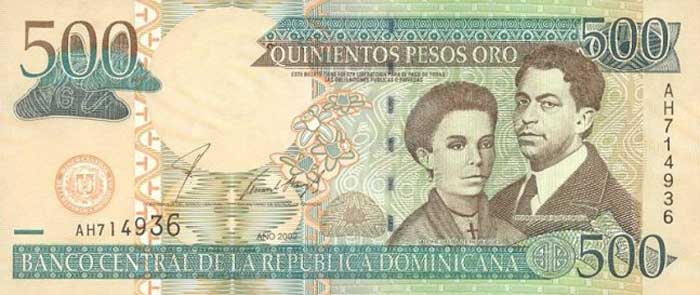 500
500
QUINIENTOS PESOS ORO
ESTE BILLETE TIENE FUERZA LIBERATORIA PARA EL PAGO DE TODAS
LAS OBLIGACIONES PUBLICAS O PRIVADAS
AH714936
AH714936
AÑO 2002
500
BANCO CENTRAL DE LA REPUBLICA DOMINICANA